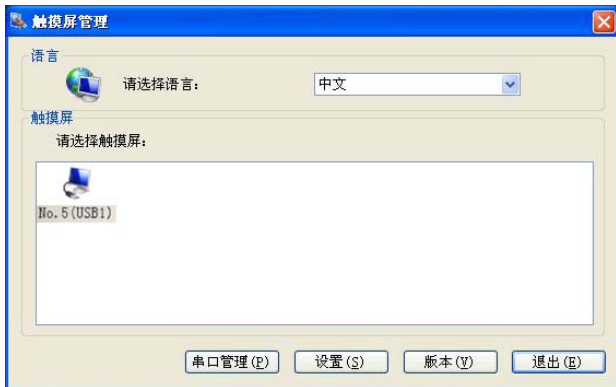 触摸屏管理
语言
请选择语言: 中文
触摸屏
请选择触摸屏:
No.5(USB1)
串口管理(P) 设置(S) 版本(V) 退出(E)